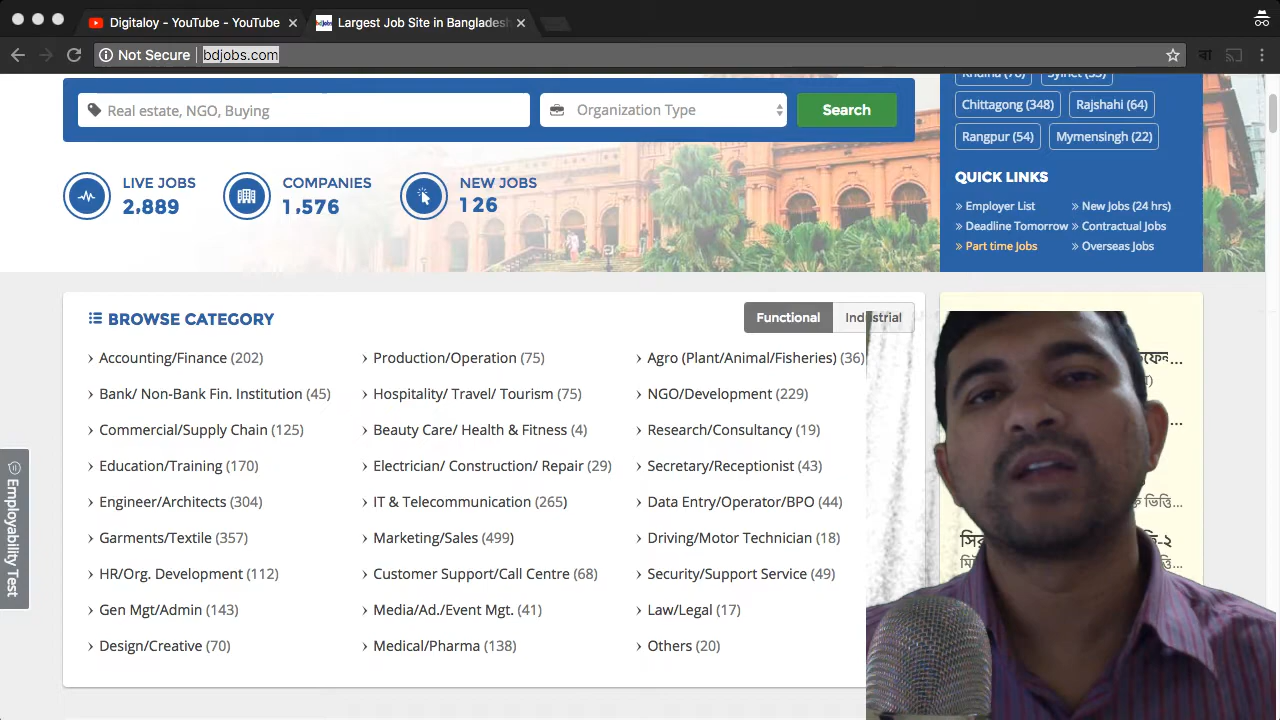 Digitaloy - YouTube - YouTube
bdjobs
Largest Job Site in Bangladesh
Not Secure
bdjobs.com
বা
Real estate, NGO, Buying
Organization Type
Search
Chittagong (348)
Rajshahi (64)
Rangpur (54)
Mymensingh (22)
QUICK LINKS
» Employer List
» New Jobs (24 hrs)
» Deadline Tomorrow
» Contractual Jobs
» Part time Jobs
» Overseas Jobs
LIVE JOBS
2,889
COMPANIES
1,576
NEW JOBS
126
BROWSE CATEGORY
Functional
Industrial
› Accounting/Finance (202)
› Bank/ Non-Bank Fin. Institution (45)
› Commercial/Supply Chain (125)
› Education/Training (170)
› Engineer/Architects (304)
› Garments/Textile (357)
› HR/Org. Development (112)
› Gen Mgt/Admin (143)
› Design/Creative (70)
› Production/Operation (75)
› Hospitality/ Travel/ Tourism (75)
› Beauty Care/ Health & Fitness (4)
› Electrician/ Construction/ Repair (29)
› IT & Telecommunication (265)
› Marketing/Sales (499)
› Customer Support/Call Centre (68)
› Media/Ad./Event Mgt. (41)
› Medical/Pharma (138)
› Agro (Plant/Animal/Fisheries) (36)
› NGO/Development (229)
› Research/Consultancy (19)
› Secretary/Receptionist (43)
› Data Entry/Operator/BPO (44)
› Driving/Motor Technician (18)
› Security/Support Service (49)
› Law/Legal (17)
› Others (20)
Employability Test